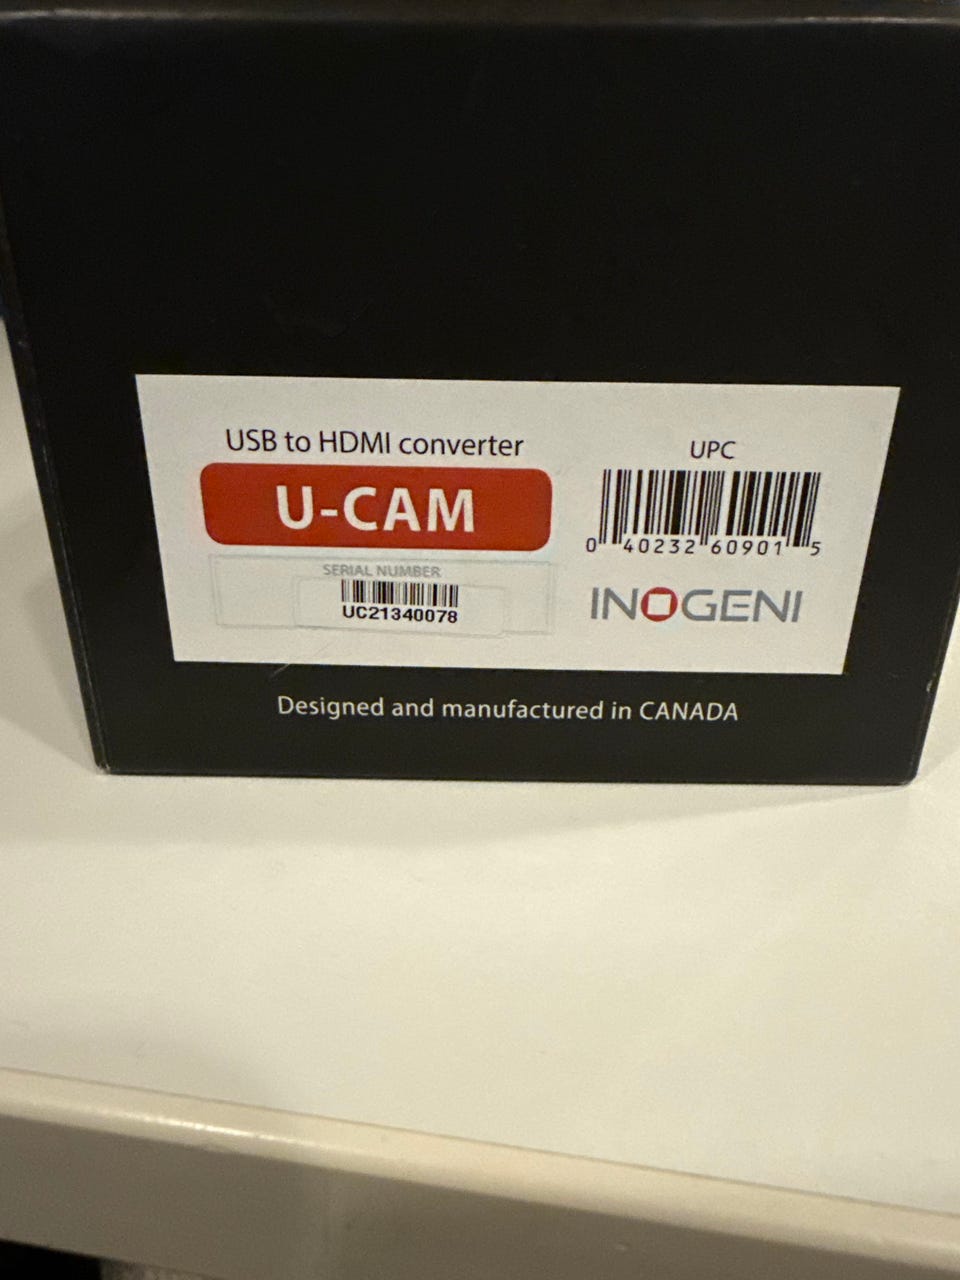 USB to HDMI converter
U-CAM
SERIAL NUMBER
UC21340078
UPC
0 40232 60901 5
INOGENI
Designed and manufactured in CANADA